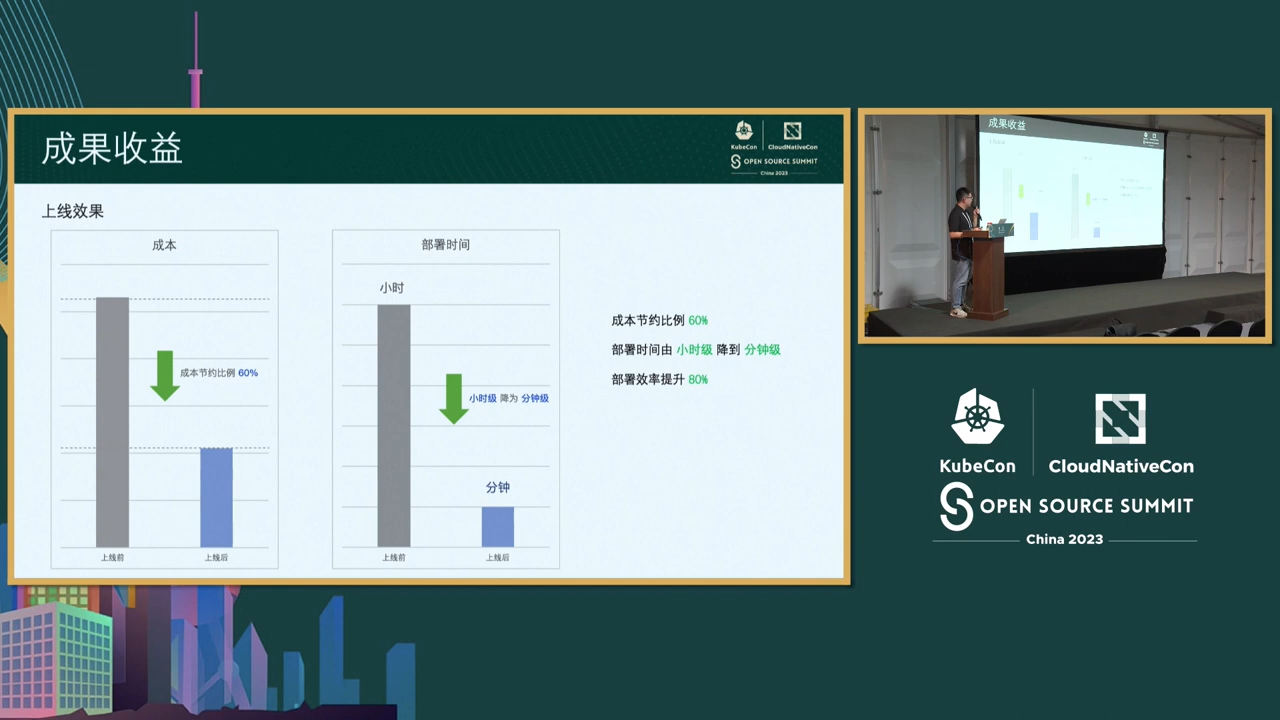 成果收益
KubeCon
CloudNativeCon
OPEN SOURCE SUMMIT
China 2023
上线效果
成本
成本节约比例 60%
上线前
上线后
部署时间
小时
小时级 降为 分钟级
分钟
上线前
上线后
成本节约比例 60%
部署时间由 小时级 降到 分钟级
部署效率提升 80%
成果收益
KubeCon
CloudNativeCon
OPEN SOURCE SUMMIT
China 2023